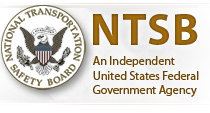 NATIONAL TRANSPORTATION
SAFETY BOARD
NTSB
An Independent
United States Federal
Government Agency